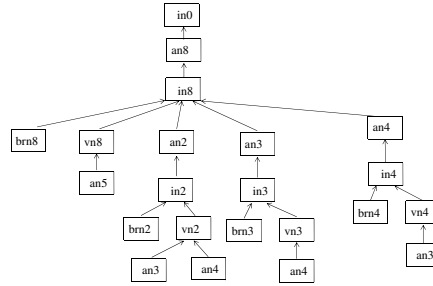 in0
an8
in8
brn8
vn8
an2
an3
an4
an5
in2
in3
in4
brn2
vn2
brn3
vn3
brn4
vn4
an3
an4
an4
an3